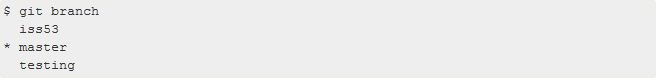 $ git branch
  iss53
* master
  testing